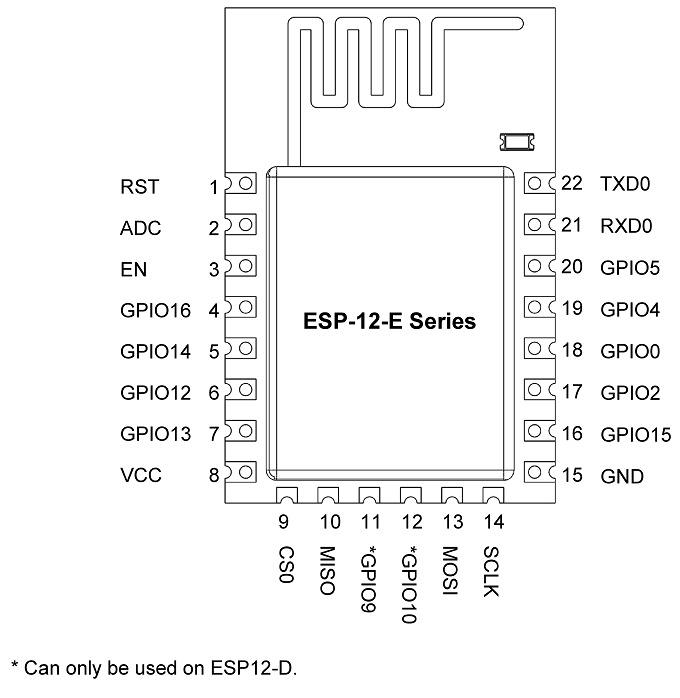 RST 1
ADC 2
EN 3
GPIO16 4
GPIO14 5
GPIO12 6
GPIO13 7
VCC 8
ESP-12-E Series
22 TXD0
21 RXD0
20 GPIO5
19 GPIO4
18 GPIO0
17 GPIO2
16 GPIO15
15 GND
9 10 11 12 13 14
CS0
MISO
*GPIO9
*GPIO10
MOSI
SCLK
* Can only be used on ESP12-D.